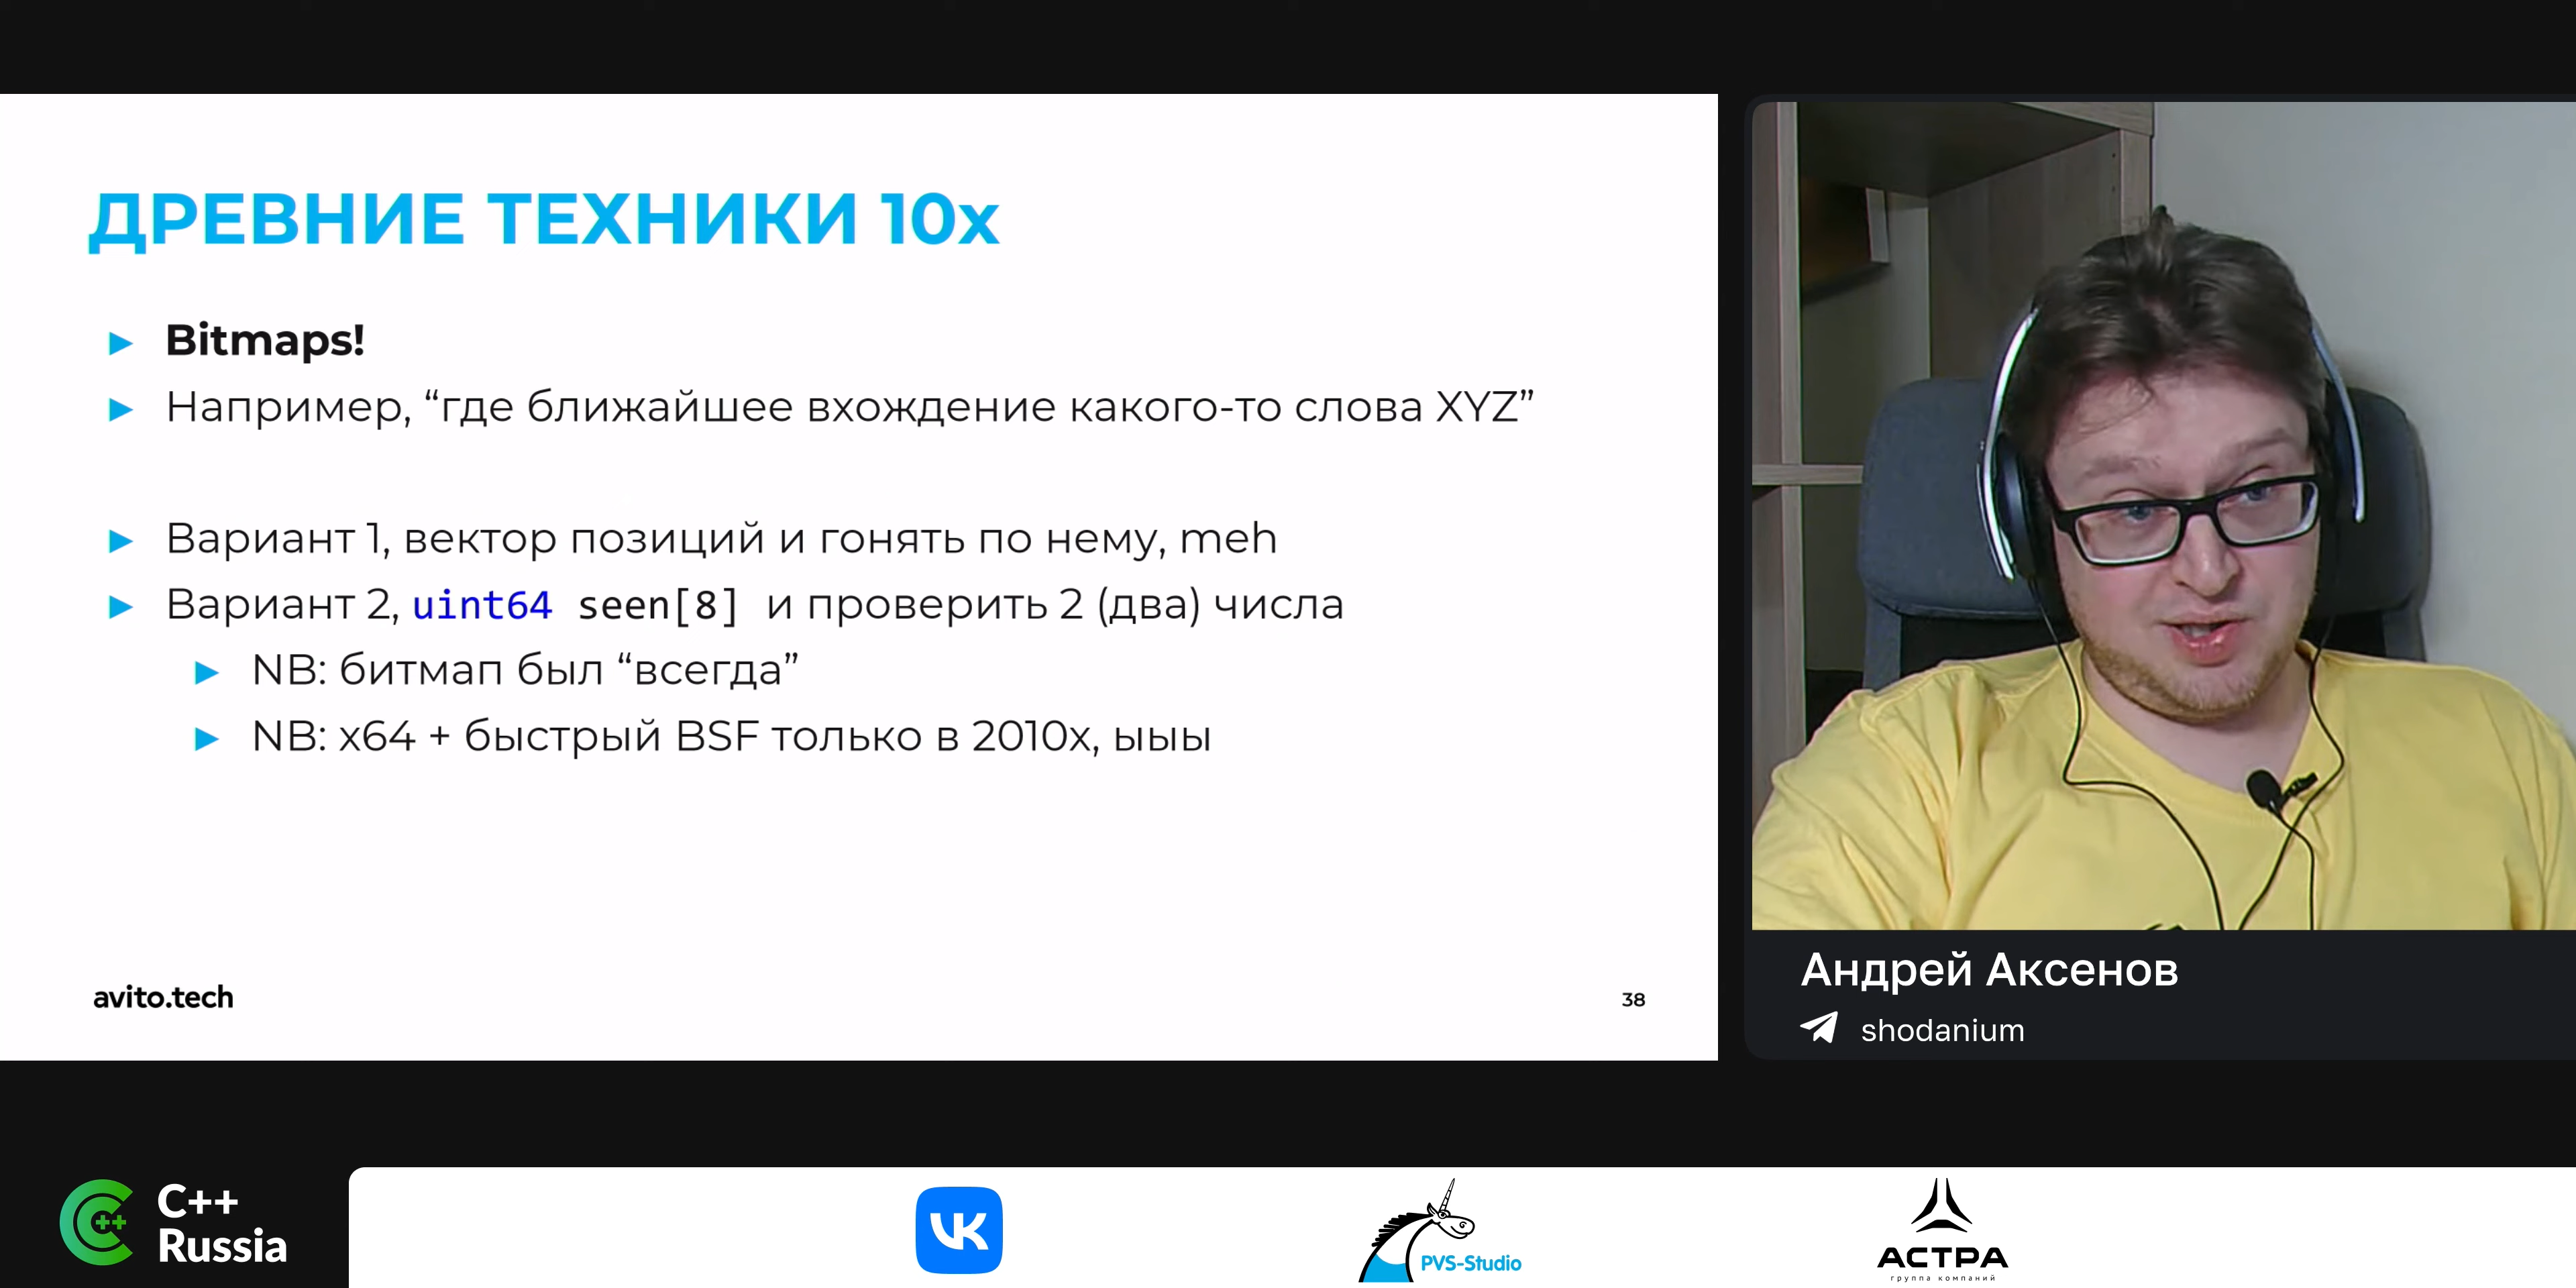 ДРЕВНИЕ ТЕХНИКИ 10x
Bitmaps!
Например, “где ближайшее вхождение какого-то слова XYZ”
Вариант 1, вектор позиций и гонять по нему, meh
Вариант 2, uint64 seen[8] и проверить 2 (два) числа
NB: битмап был “всегда”
NB: x64 + быстрый BSF только в 2010x, ыыы
avito.tech
38
Андрей Аксенов
shodanium
C++
Russia
VK
PVS-Studio
АСТРА
группа компаний